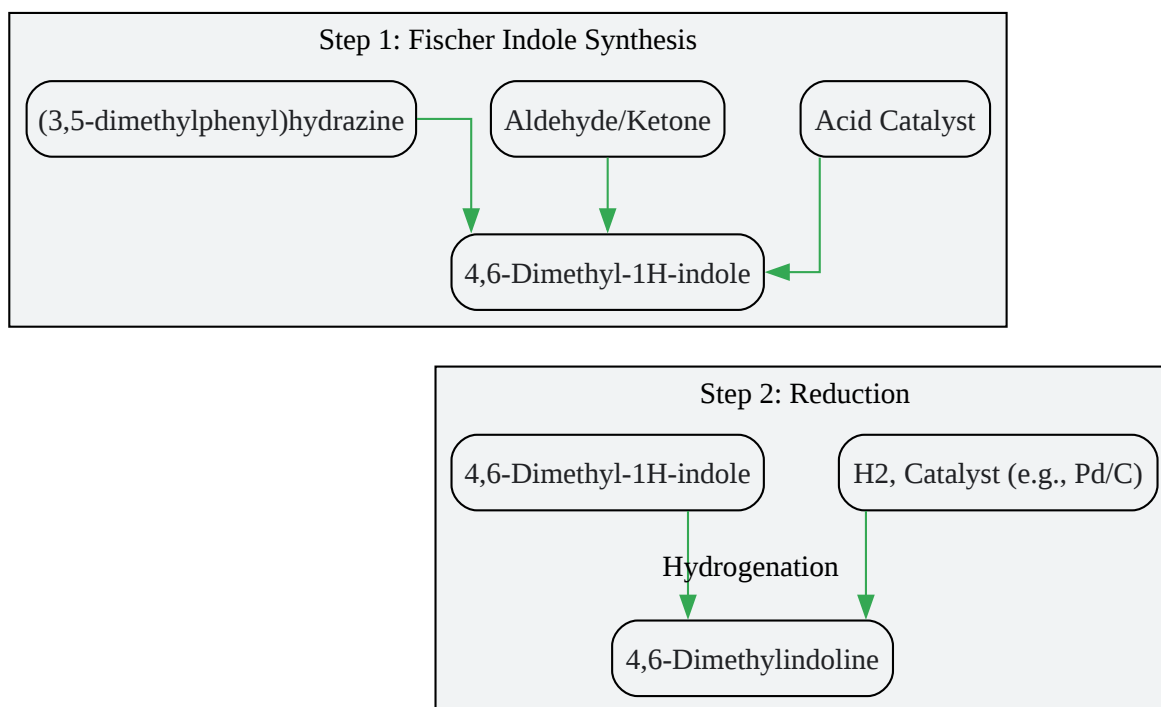 Step 1: Fischer Indole Synthesis
(3,5-dimethylphenyl)hydrazine
Aldehyde/Ketone
Acid Catalyst
4,6-Dimethyl-1H-indole
Step 2: Reduction
4,6-Dimethyl-1H-indole
H2, Catalyst (e.g., Pd/C)
Hydrogenation
4,6-Dimethylindoline